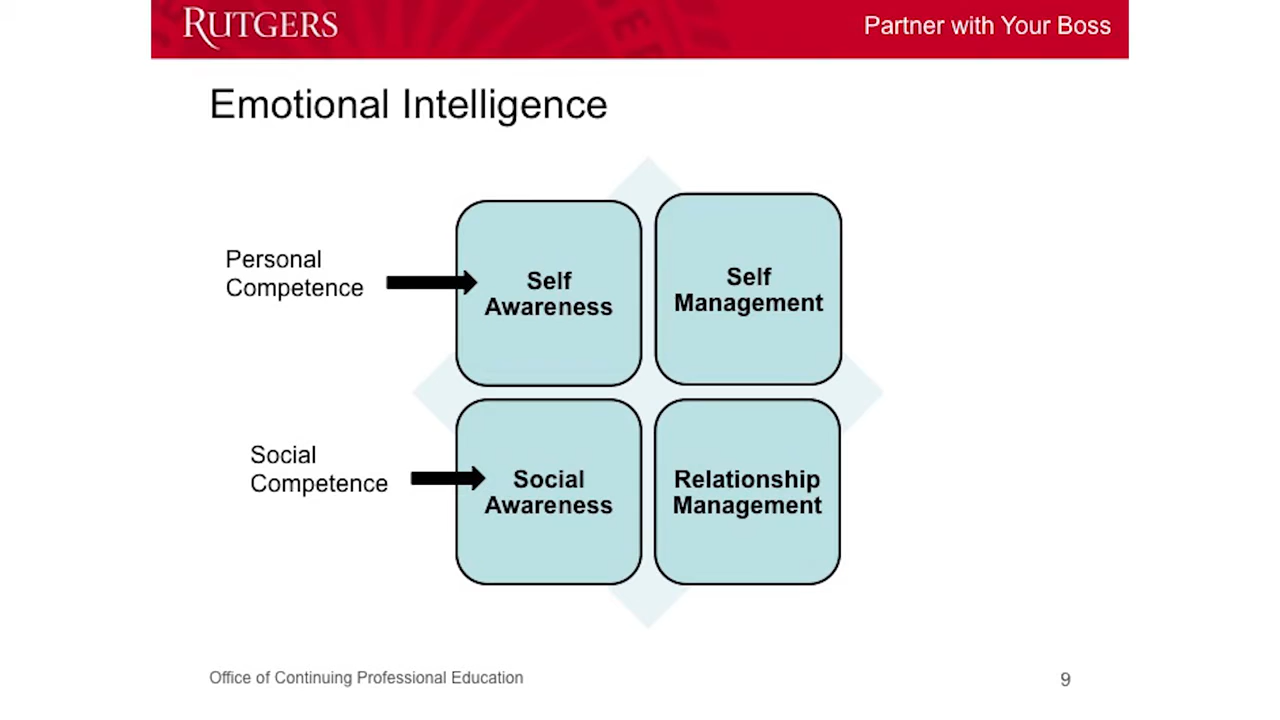 RUTGERS
Partner with Your Boss
Emotional Intelligence
Personal
Competence
Self
Awareness
Self
Management
Social
Competence
Social
Awareness
Relationship
Management
Office of Continuing Professional Education
9